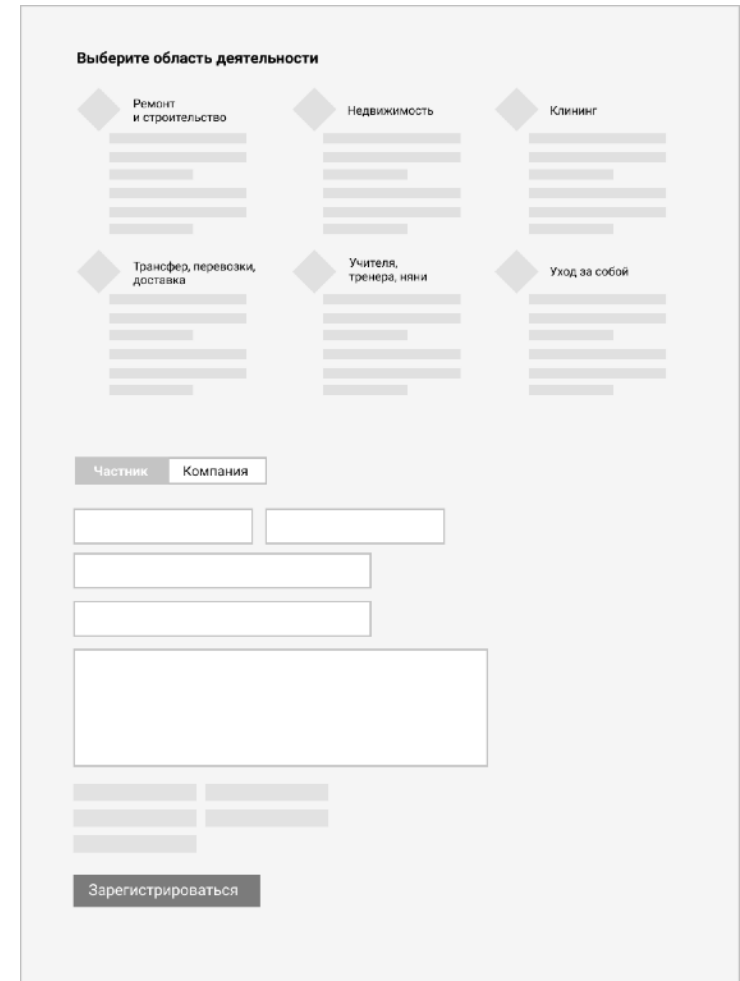 Выберите область деятельности
Ремонт
и строительство
Недвижимость
Клининг
Трансфер, перевозки,
доставка
Учителя,
тренера, няни
Уход за собой
Частник
Компания
Зарегистрироваться